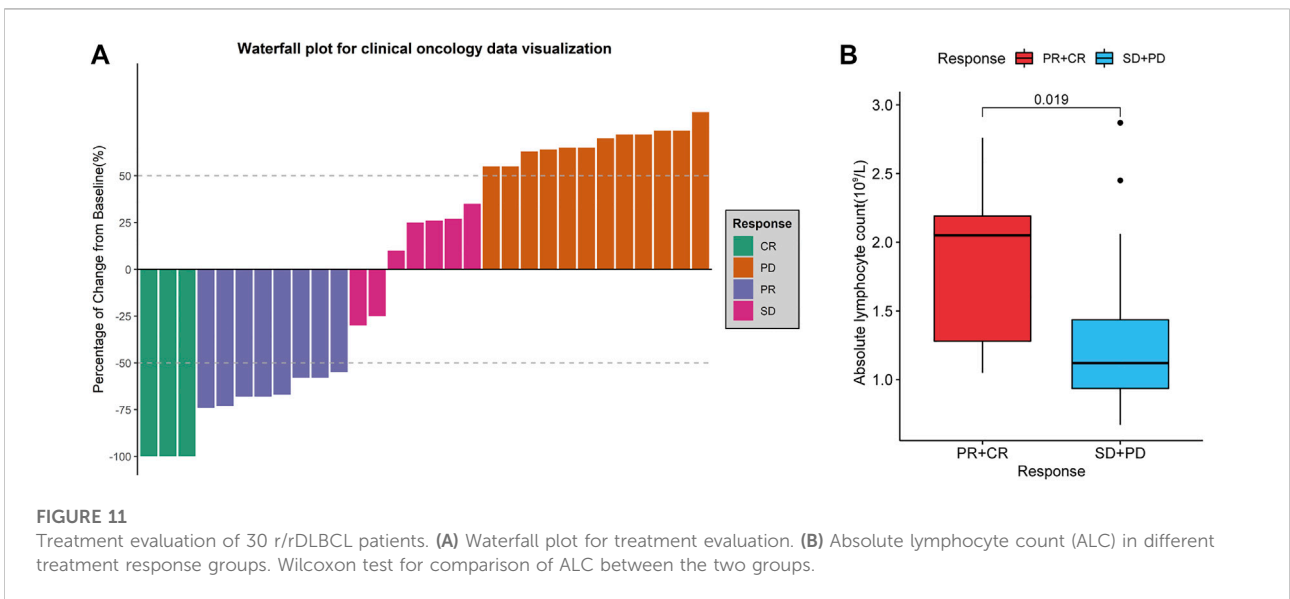 A
Waterfall plot for clinical oncology data visualization
Percentage of Change from Baseline(%)
50
25
0
-25
-50
-75
-100
Response
CR
PD
PR
SD
B
Response PR+CR SD+PD
0.019
Absolute lymphocyte count(10⁹/L)
3.0
2.5
2.0
1.5
1.0
PR+CR SD+PD
Response
FIGURE 11
Treatment evaluation of 30 r/rDLBCL patients. (A) Waterfall plot for treatment evaluation. (B) Absolute lymphocyte count (ALC) in different
treatment response groups. Wilcoxon test for comparison of ALC between the two groups.